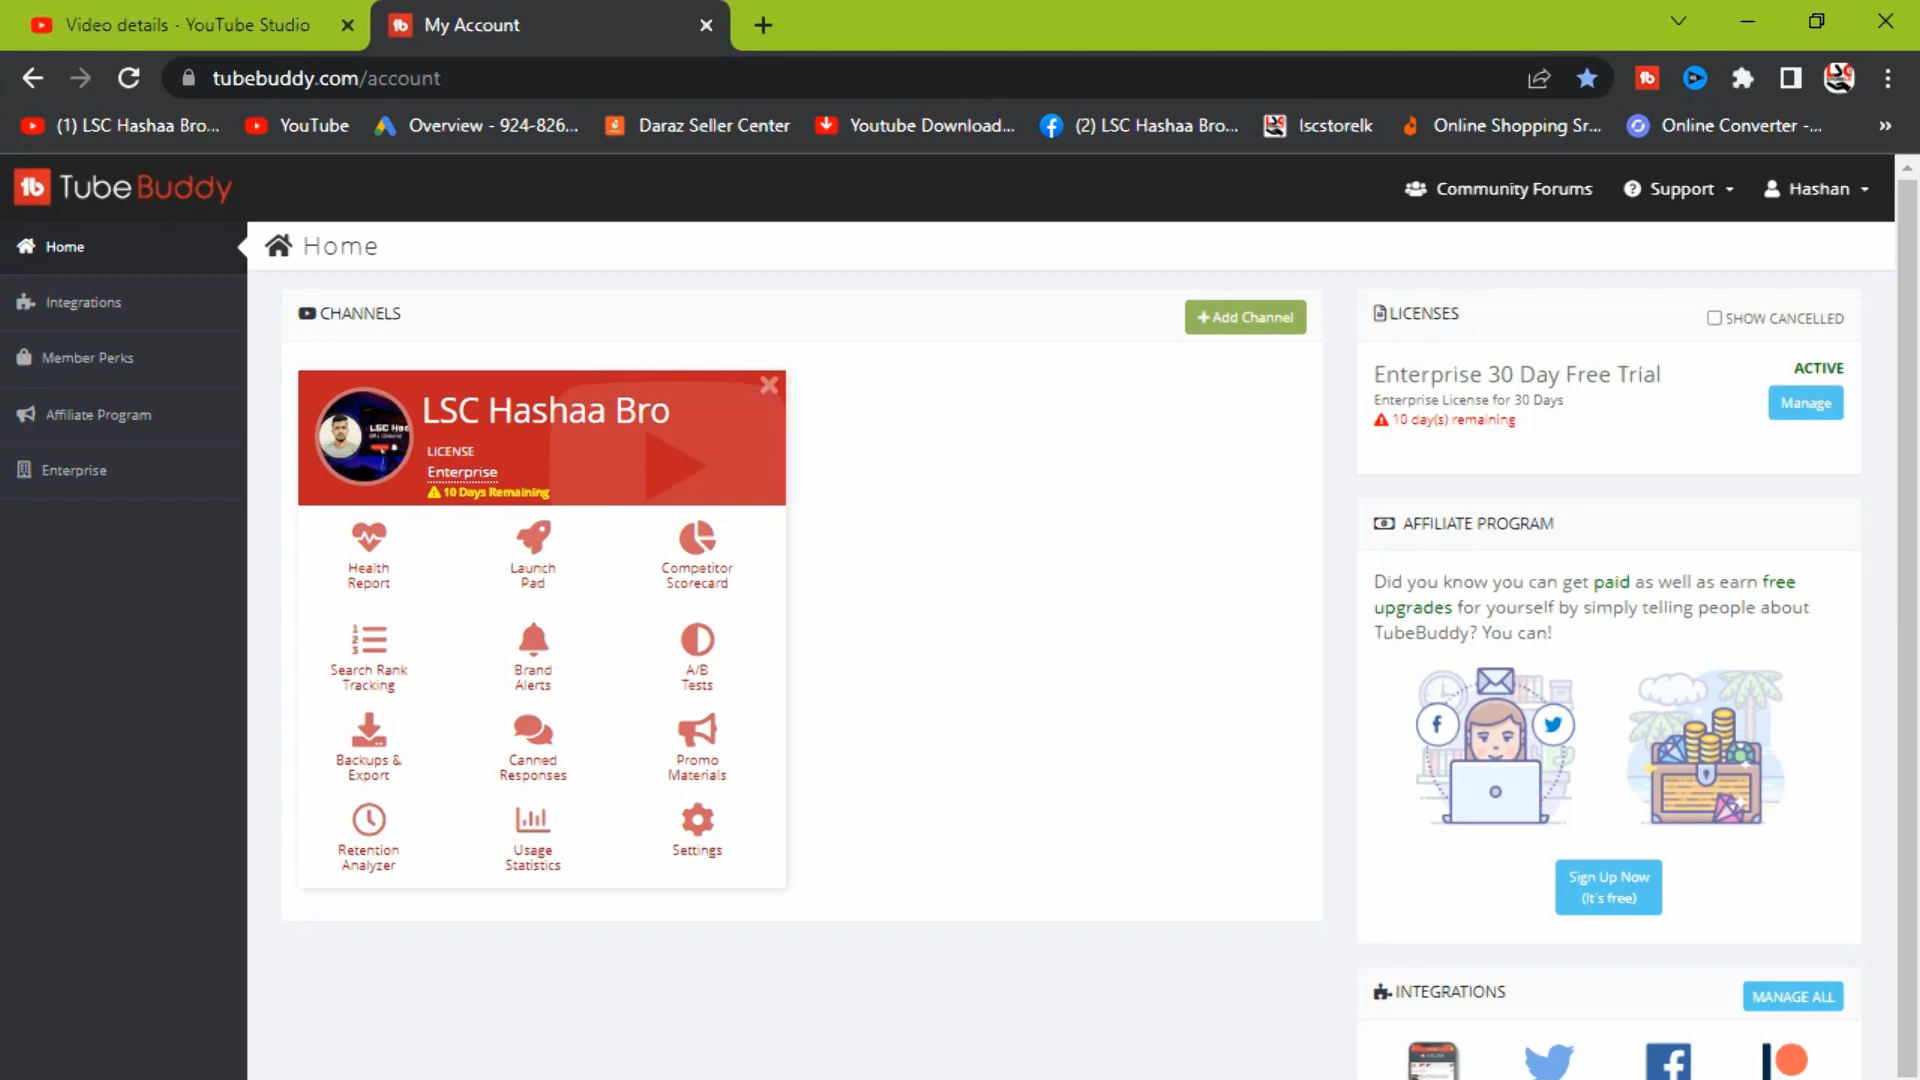 Video details - YouTube Studio
My Account
tubebuddy.com/account
(1) LSC Hashaa Bro...
YouTube
Overview - 924-826...
Daraz Seller Center
Youtube Download...
(2) LSC Hashaa Bro...
lscstorelk
Online Shopping Sr...
Online Converter -...
TubeBuddy
Community Forums
Support
Hashan
Home
Integrations
Member Perks
Affiliate Program
Enterprise
Home
CHANNELS
+ Add Channel
LSC Hashaa Bro
LICENSE
Enterprise
10 Days Remaining
Health
Report
Launch
Pad
Competitor
Scorecard
Search Rank
Tracking
Brand
Alerts
A/B
Tests
Backups &
Export
Canned
Responses
Promo
Materials
Retention
Analyzer
Usage
Statistics
Settings
LICENSES
SHOW CANCELLED
Enterprise 30 Day Free Trial
ACTIVE
Enterprise License for 30 Days
Manage
10 day(s) remaining
AFFILIATE PROGRAM
Did you know you can get paid as well as earn free
upgrades for yourself by simply telling people about
TubeBuddy? You can!
Sign Up Now
(It's free)
INTEGRATIONS
MANAGE ALL